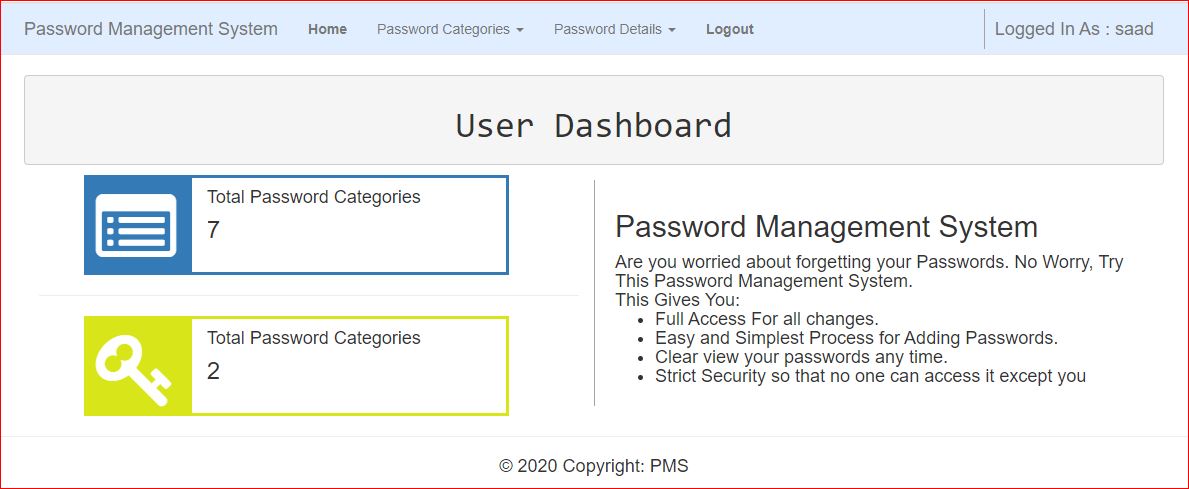 Password Management System Home Password Categories Password Details Logout Logged In As : saad
User Dashboard
Total Password Categories
7
Total Password Categories
2
Password Management System
Are you worried about forgetting your Passwords. No Worry, Try
This Password Management System.
This Gives You:
• Full Access For all changes.
• Easy and Simplest Process for Adding Passwords.
• Clear view your passwords any time.
• Strict Security so that no one can access it except you
© 2020 Copyright: PMS